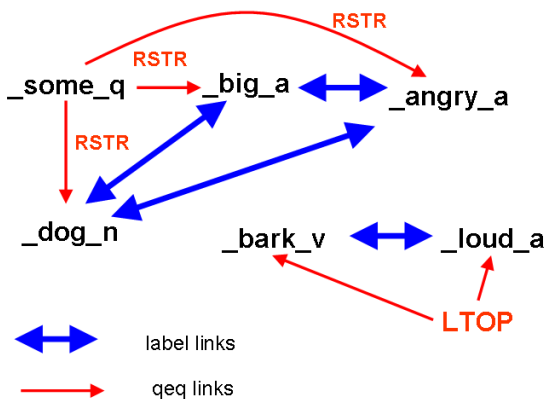 RSTR
RSTR
_some_q _big_a _angry_a
RSTR
_dog_n
_bark_v _loud_a
LTOP
label links
qeq links